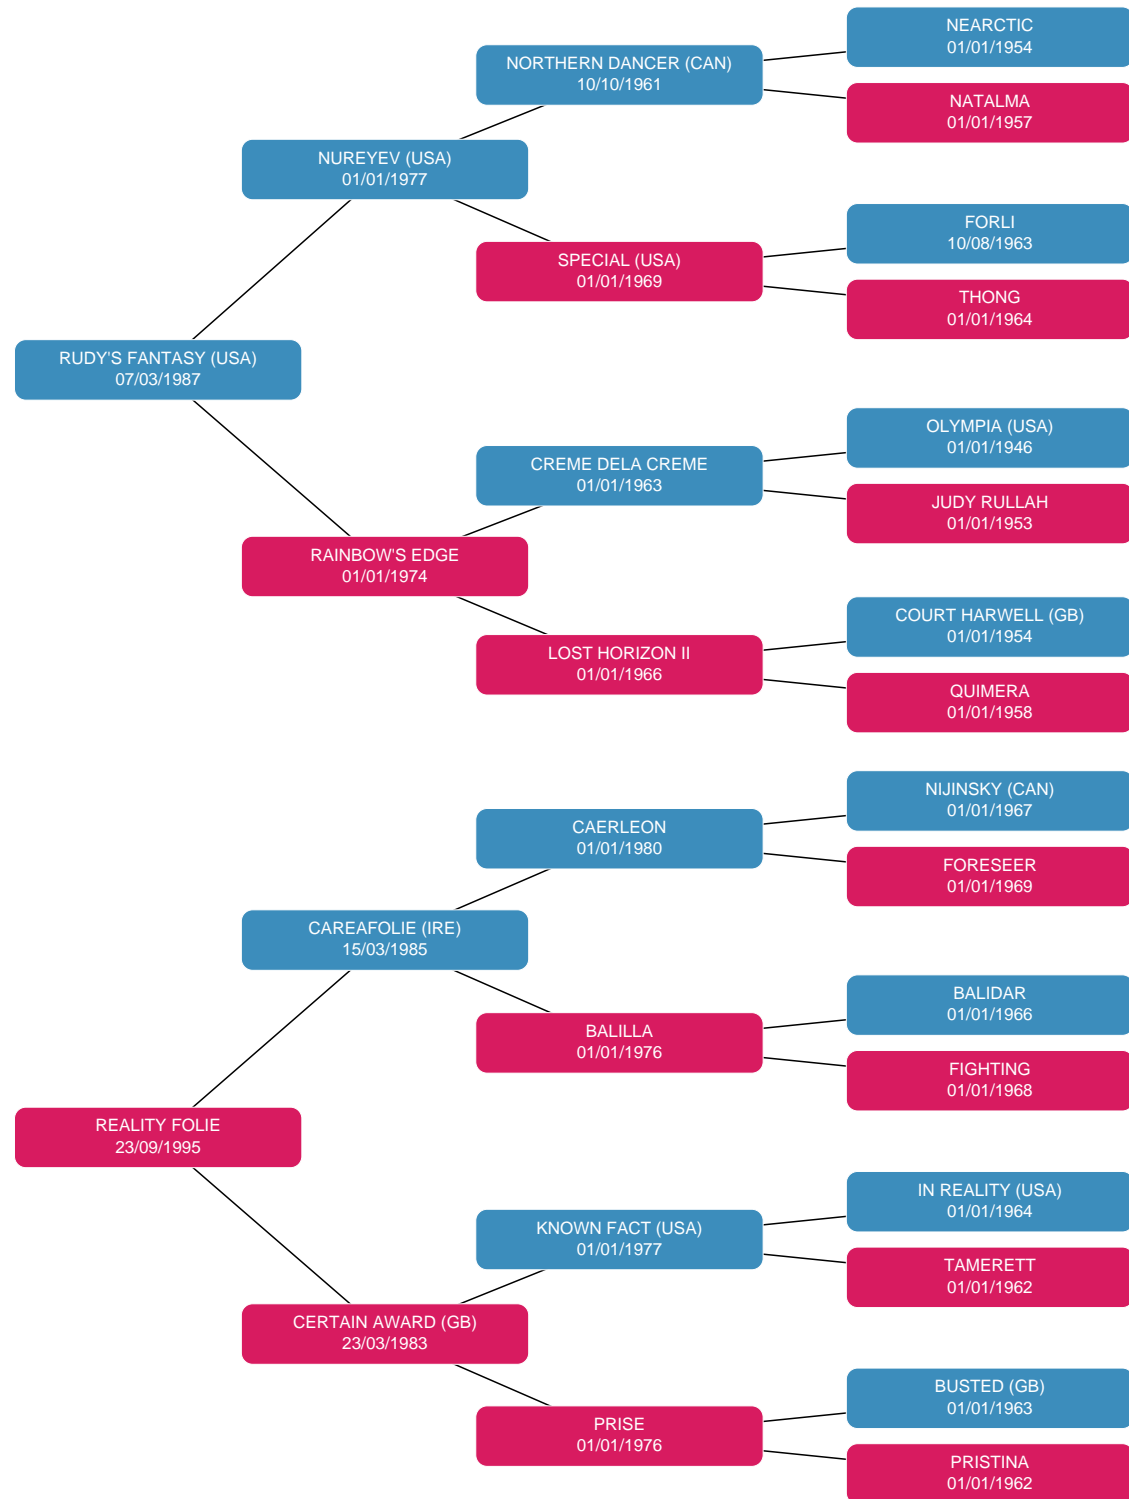 NEARCTIC
01/01/1954
NORTHERN DANCER (CAN)
10/10/1961
NATALMA
01/01/1957
NUREYEV (USA)
01/01/1977
FORLI
10/08/1963
SPECIAL (USA)
01/01/1969
THONG
01/01/1964
RUDY'S FANTASY (USA)
07/03/1987
OLYMPIA (USA)
01/01/1946
CREME DELA CREME
01/01/1963
JUDY RULLAH
01/01/1953
RAINBOW'S EDGE
01/01/1974
COURT HARWELL (GB)
01/01/1954
LOST HORIZON II
01/01/1966
QUIMERA
01/01/1958
NIJINSKY (CAN)
01/01/1967
CAERLEON
01/01/1980
FORESEER
01/01/1969
CAREAFOLIE (IRE)
15/03/1985
BALIDAR
01/01/1966
BALILLA
01/01/1976
FIGHTING
01/01/1968
REALITY FOLIE
23/09/1995
IN REALITY (USA)
01/01/1964
KNOWN FACT (USA)
01/01/1977
TAMERETT
01/01/1962
CERTAIN AWARD (GB)
23/03/1983
BUSTED (GB)
01/01/1963
PRISE
01/01/1976
PRISTINA
01/01/1962